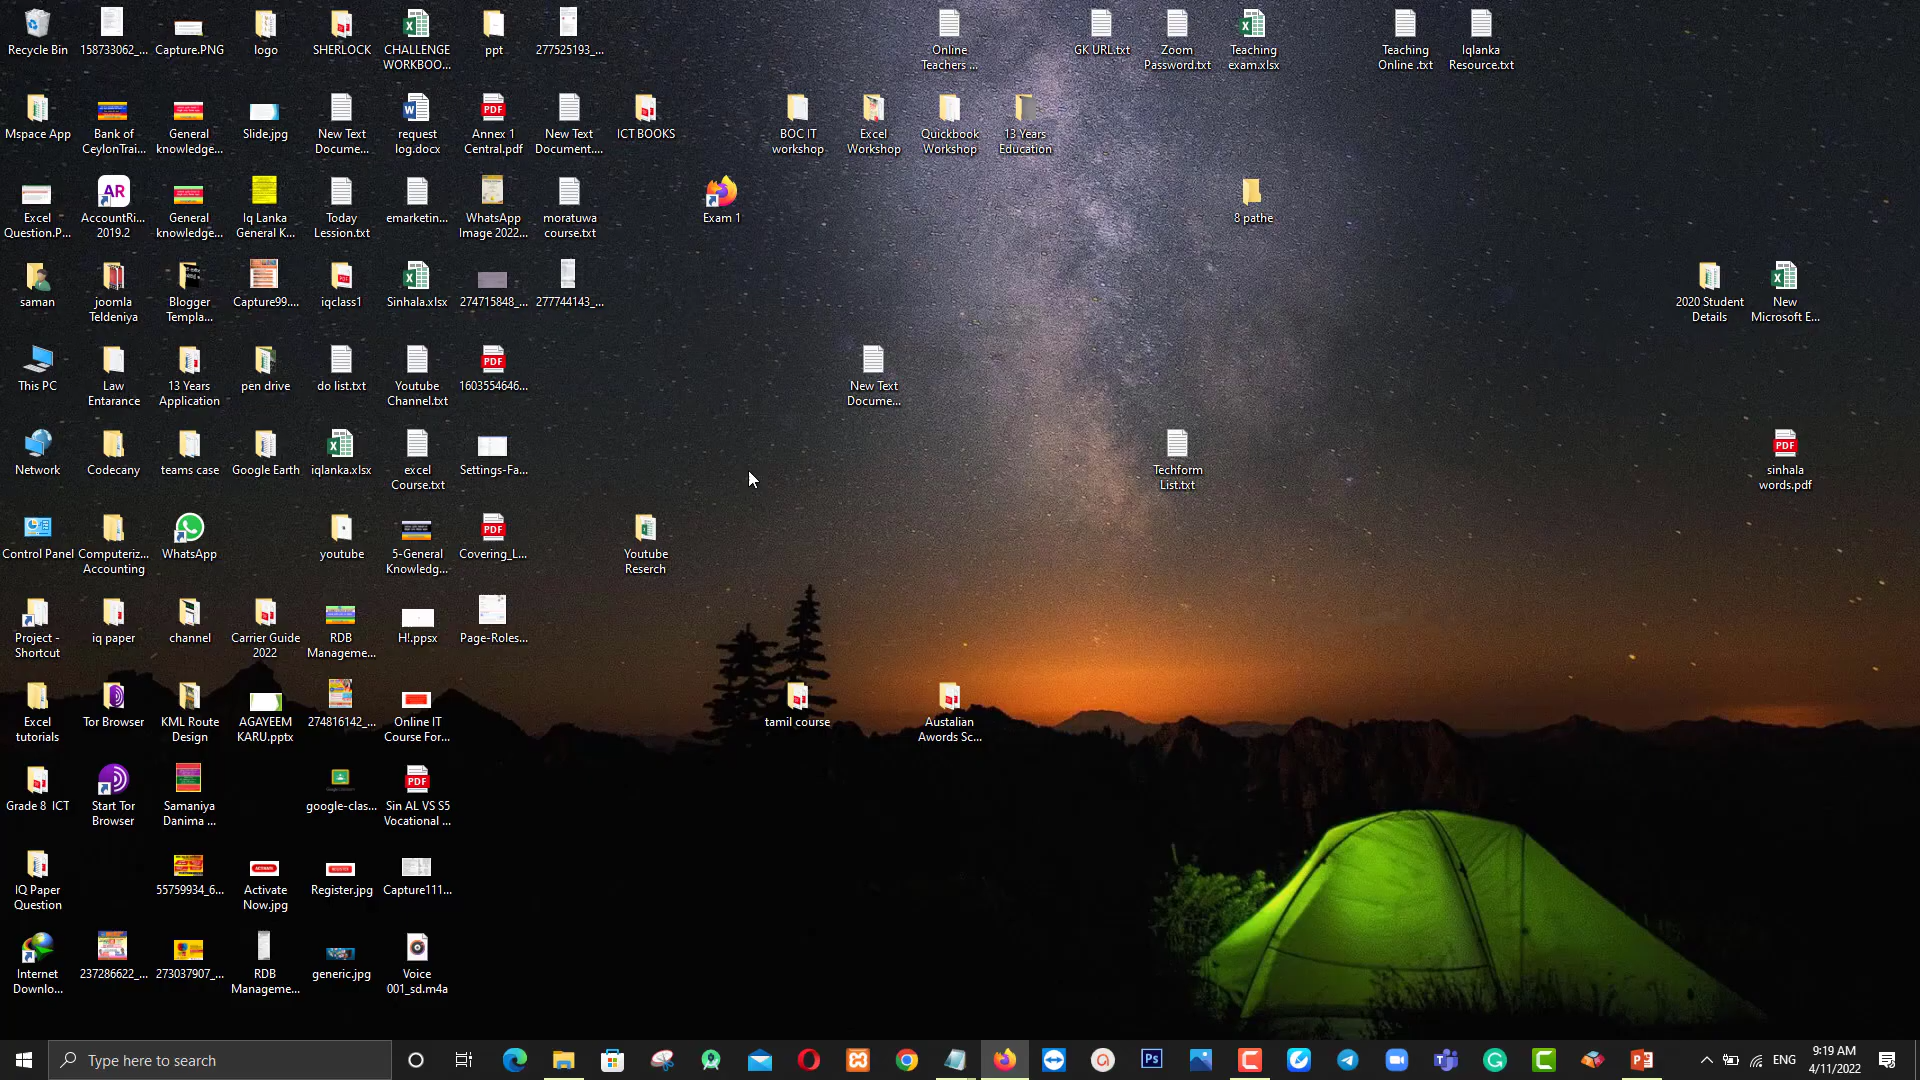 Recycle Bin
158733062_...
Capture.PNG
logo
SHERLOCK
CHALLENGE
WORKBOO...
ppt
277525193_...
Online
Teachers ...
GK URL.txt
Zoom
Password.txt
Teaching
exam.xlsx
Teaching
Online .txt
Iqlanka
Resource.txt
Mspace App
Bank of
CeylonTrai...
General
knowledge...
Slide.jpg
New Text
Docume...
request
log.docx
Annex 1
Central.pdf
New Text
Document....
ICT BOOKS
BOC IT
workshop
Excel
Workshop
Quickbook
Workshop
13 Years
Education
Excel
Question.P...
AccountRi...
2019.2
General
knowledge...
Iq Lanka
General K...
Today
Lession.txt
emarketin...
WhatsApp
Image 2022...
moratuwa
course.txt
Exam 1
8 pathe
saman
joomla
Teldeniya
Blogger
Templa...
Capture99....
iqclass1
Sinhala.xlsx
274715848_...
277744143_...
2020 Student
Details
New
Microsoft E...
This PC
Law
Entarance
13 Years
Application
pen drive
do list.txt
Youtube
Channel.txt
1603554646...
New Text
Docume...
Network
Codecany
teams case
Google Earth
iqlanka.xlsx
excel
Course.txt
Settings-Fa...
Techform
List.txt
sinhala
words.pdf
Control Panel
Computeriz...
Accounting
WhatsApp
youtube
5-General
Knowledg...
Covering_L...
Youtube
Reserch
Project -
Shortcut
iq paper
channel
Carrier Guide
2022
RDB
Manageme...
H!.ppsx
Page-Roles...
Excel
tutorials
Tor Browser
KML Route
Design
AGAYEEM
KARU.pptx
274816142_...
Online IT
Course For...
tamil course
Austalian
Awords Sc...
Grade 8  ICT
Start Tor
Browser
Samaniya
Danima ...
google-clas...
Sin AL VS S5
Vocational ...
IQ Paper
Question
55759934_6...
Activate
Now.jpg
Register.jpg
Capture111...
Internet
Downlo...
237286622_...
273037907_...
RDB
Manageme...
generic.jpg
Voice
001_sd.m4a
Type here to search
ENG
9:19 AM
4/11/2022